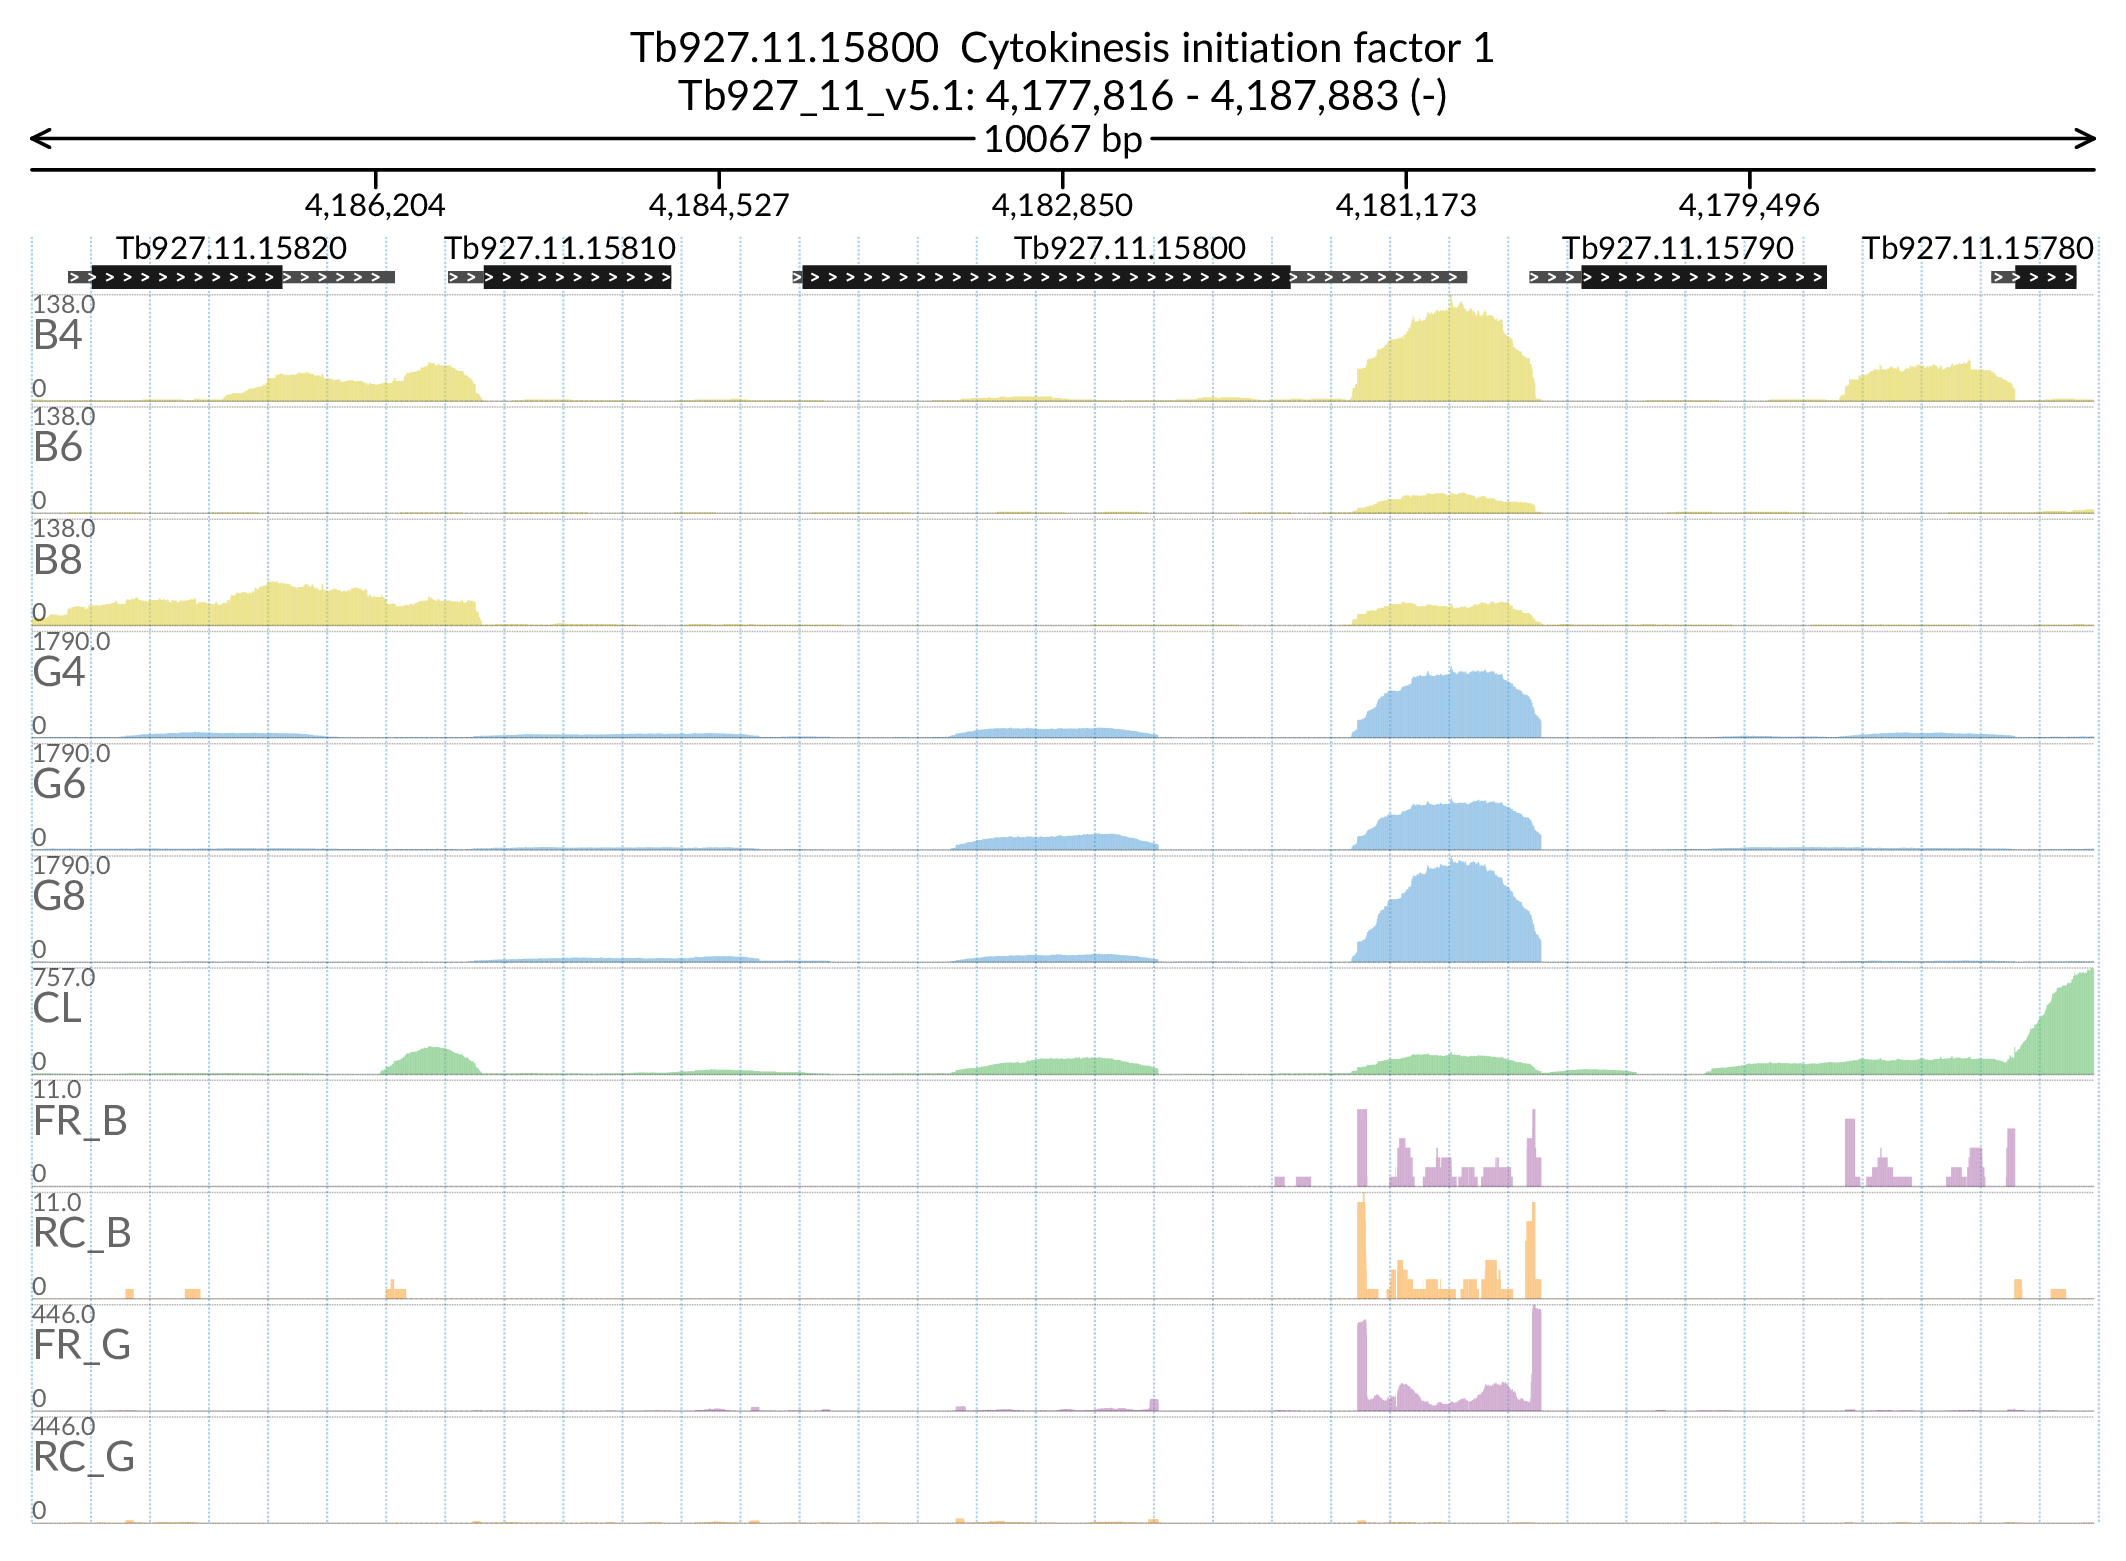 Tb927.11.15800  Cytokinesis initiation factor 1
Tb927_11_v5.1: 4,177,816 - 4,187,883 (-)
10067 bp
4,186,204 4,184,527 4,182,850 4,181,173 4,179,496
Tb927.11.15820 Tb927.11.15810 Tb927.11.15800 Tb927.11.15790 Tb927.11.15780
138.0
B4
0
138.0
B6
0
138.0
B8
0
1790.0
G4
0
1790.0
G6
0
1790.0
G8
0
757.0
CL
0
11.0
FR_B
0
11.0
RC_B
0
446.0
FR_G
0
446.0
RC_G
0